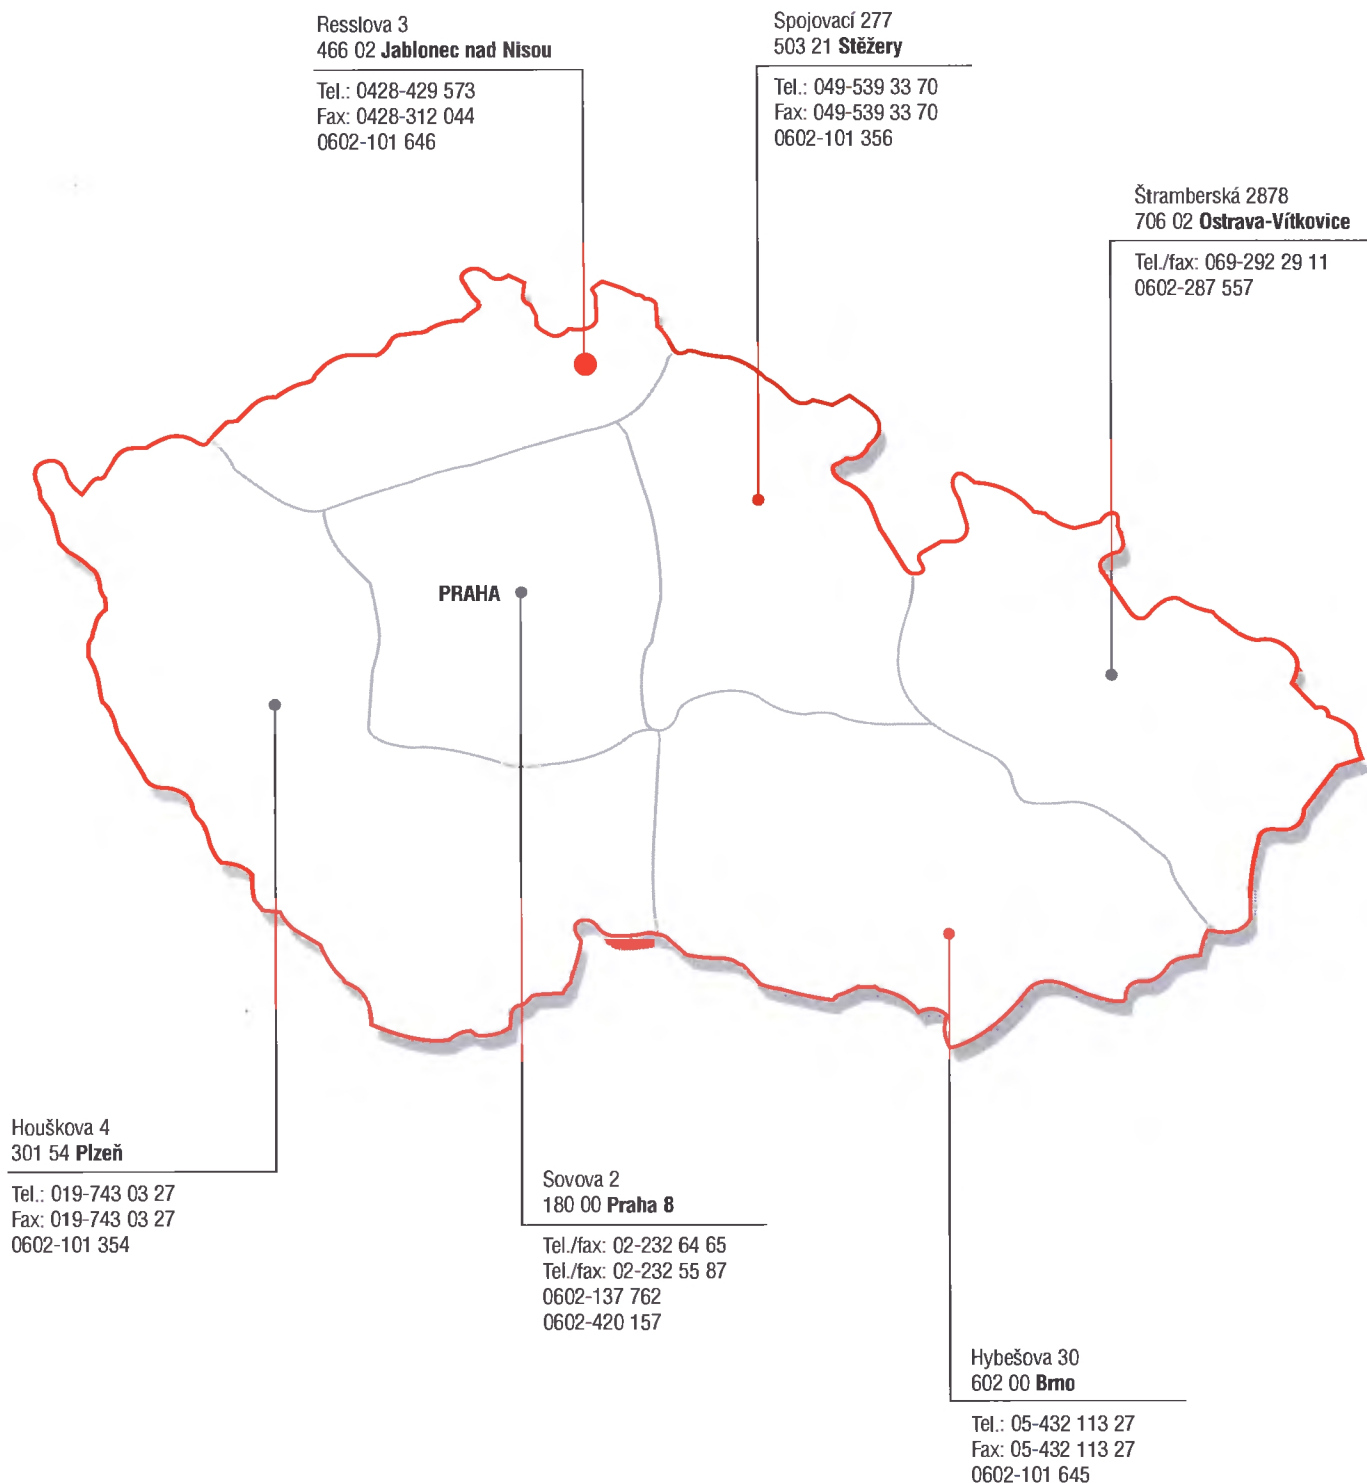 Resslova 3
466 02 Jablonec nad Nisou
Tel.: 0428-429 573
Fax: 0428-312 044
0602-101 646
Spojovací 277
503 21 Stěžery
Tel.: 049-539 33 70
Fax: 049-539 33 70
0602-101 356
Štramberská 2878
706 02 Ostrava-Vítkovice
Tel./fax: 069-292 29 11
0602-287 557
PRAHA
Houškova 4
301 54 Plzeň
Tel.: 019-743 03 27
Fax: 019-743 03 27
0602-101 354
Sovova 2
180 00 Praha 8
Tel./fax: 02-232 64 65
Tel./fax: 02-232 55 87
0602-137 762
0602-420 157
Hybešova 30
602 00 Brno
Tel.: 05-432 113 27
Fax: 05-432 113 27
0602-101 645